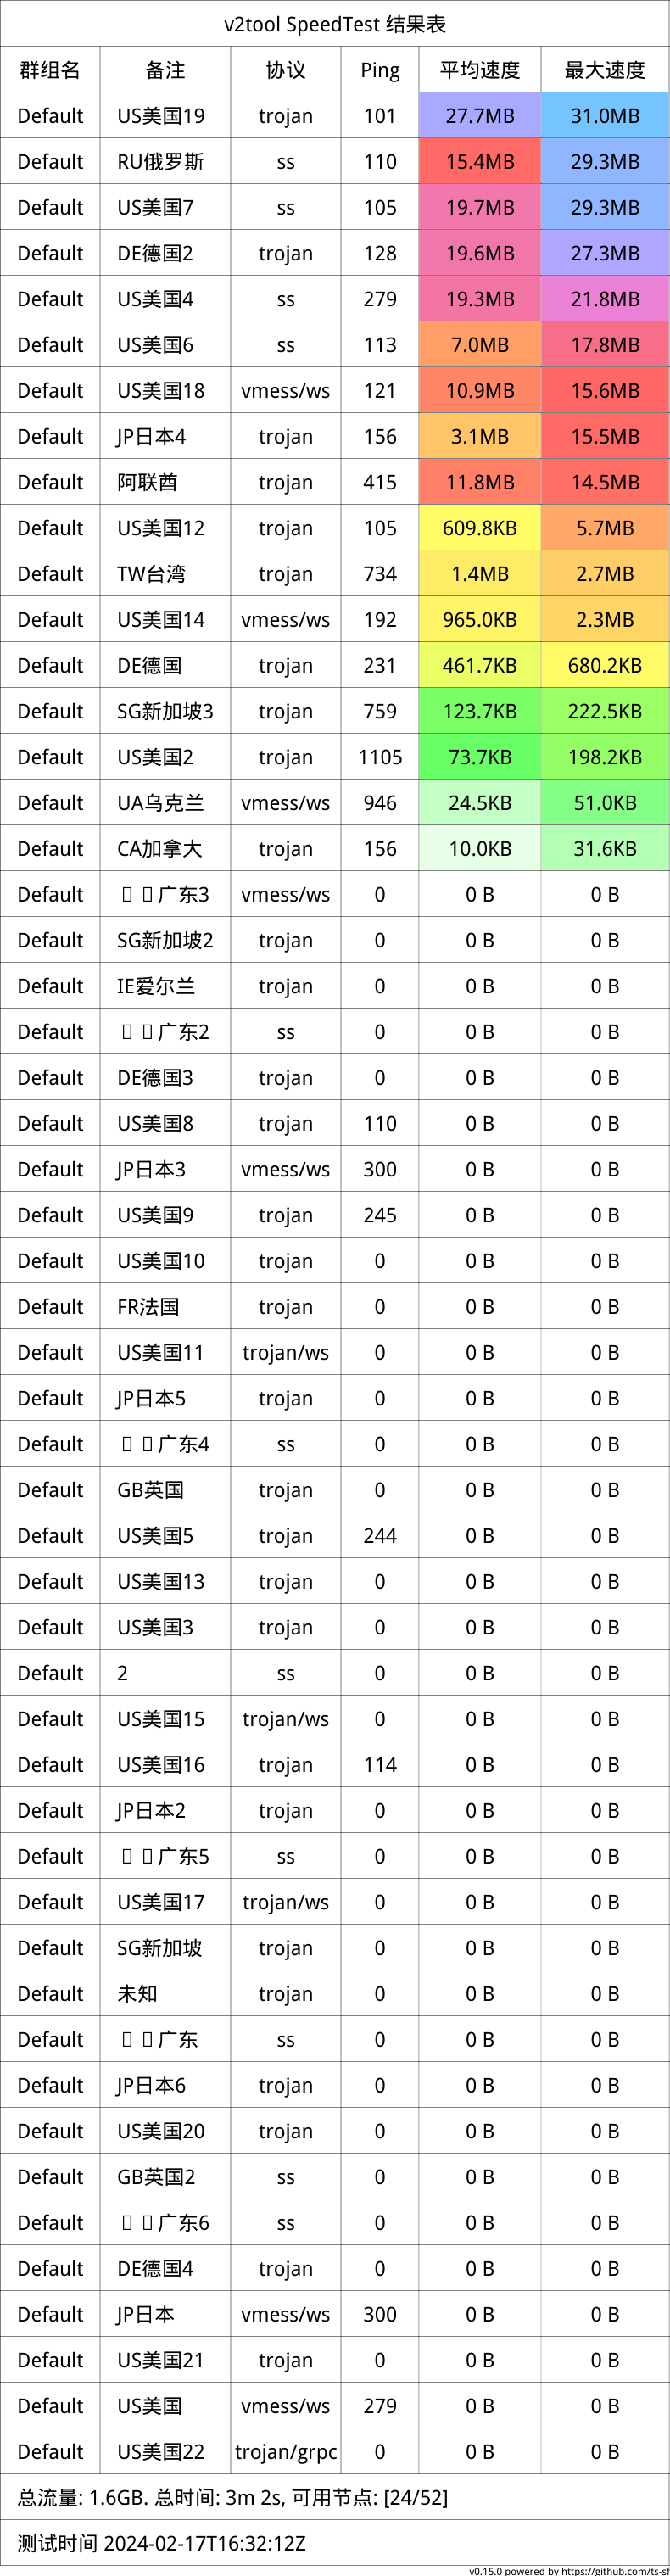 v2tool SpeedTest 结果表
群组名 备注 协议 Ping 平均速度 最大速度
Default US美国19 trojan 101 27.7MB 31.0MB
Default RU俄罗斯 ss 110 15.4MB 29.3MB
Default US美国7 ss 105 19.7MB 29.3MB
Default DE德国2 trojan 128 19.6MB 27.3MB
Default US美国4 ss 279 19.3MB 21.8MB
Default US美国6 ss 113 7.0MB 17.8MB
Default US美国18 vmess/ws 121 10.9MB 15.6MB
Default JP日本4 trojan 156 3.1MB 15.5MB
Default 阿联酋 trojan 415 11.8MB 14.5MB
Default US美国12 trojan 105 609.8KB 5.7MB
Default TW台湾 trojan 734 1.4MB 2.7MB
Default US美国14 vmess/ws 192 965.0KB 2.3MB
Default DE德国 trojan 231 461.7KB 680.2KB
Default SG新加坡3 trojan 759 123.7KB 222.5KB
Default US美国2 trojan 1105 73.7KB 198.2KB
Default UA乌克兰 vmess/ws 946 24.5KB 51.0KB
Default CA加拿大 trojan 156 10.0KB 31.6KB
Default 广东3 vmess/ws 0 0 B 0 B
Default SG新加坡2 trojan 0 0 B 0 B
Default IE爱尔兰 trojan 0 0 B 0 B
Default 广东2 ss 0 0 B 0 B
Default DE德国3 trojan 0 0 B 0 B
Default US美国8 trojan 110 0 B 0 B
Default JP日本3 vmess/ws 300 0 B 0 B
Default US美国9 trojan 245 0 B 0 B
Default US美国10 trojan 0 0 B 0 B
Default FR法国 trojan 0 0 B 0 B
Default US美国11 trojan/ws 0 0 B 0 B
Default JP日本5 trojan 0 0 B 0 B
Default 广东4 ss 0 0 B 0 B
Default GB英国 trojan 0 0 B 0 B
Default US美国5 trojan 244 0 B 0 B
Default US美国13 trojan 0 0 B 0 B
Default US美国3 trojan 0 0 B 0 B
Default 2 ss 0 0 B 0 B
Default US美国15 trojan/ws 0 0 B 0 B
Default US美国16 trojan 114 0 B 0 B
Default JP日本2 trojan 0 0 B 0 B
Default 广东5 ss 0 0 B 0 B
Default US美国17 trojan/ws 0 0 B 0 B
Default SG新加坡 trojan 0 0 B 0 B
Default 未知 trojan 0 0 B 0 B
Default 广东 ss 0 0 B 0 B
Default JP日本6 trojan 0 0 B 0 B
Default US美国20 trojan 0 0 B 0 B
Default GB英国2 ss 0 0 B 0 B
Default 广东6 ss 0 0 B 0 B
Default DE德国4 trojan 0 0 B 0 B
Default JP日本 vmess/ws 300 0 B 0 B
Default US美国21 trojan 0 0 B 0 B
Default US美国 vmess/ws 279 0 B 0 B
Default US美国22 trojan/grpc 0 0 B 0 B
总流量: 1.6GB. 总时间: 3m 2s, 可用节点: [24/52]
测试时间 2024-02-17T16:32:12Z
v0.15.0 powered by https://github.com/ts-sf